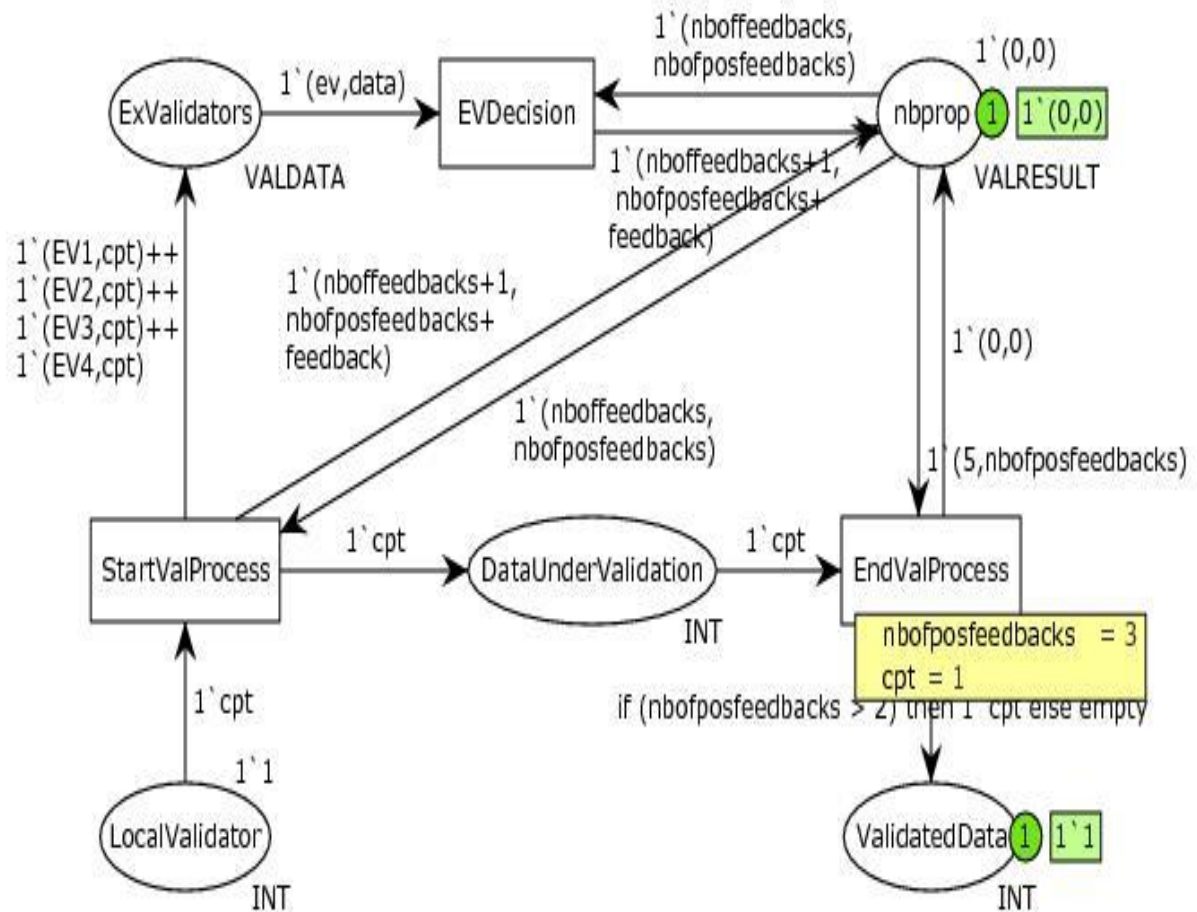 1`(nboffeedbacks,
nbofposfeedbacks)
1`(0,0)
1`(ev,data)
ExValidators
EVDecision
nbprop
1
1`(0,0)
VALDATA
VALRESULT
1`(nboffeedbacks+1,
nbofposfeedbacks+
feedback)
1`(EV1,cpt)++
1`(EV2,cpt)++
1`(EV3,cpt)++
1`(EV4,cpt)
1`(nboffeedbacks+1,
nbofposfeedbacks+
feedback)
1`(0,0)
1`(nboffeedbacks,
nbofposfeedbacks)
1`(5,nbofposfeedbacks)
1`cpt
1`cpt
StartValProcess
DataUnderValidation
EndValProcess
INT
nbofposfeedbacks = 3
cpt = 1
1`cpt
if (nbofposfeedbacks > 2) then 1`cpt else empty
1`1
LocalValidator
ValidatedData
1
1`1
INT
INT